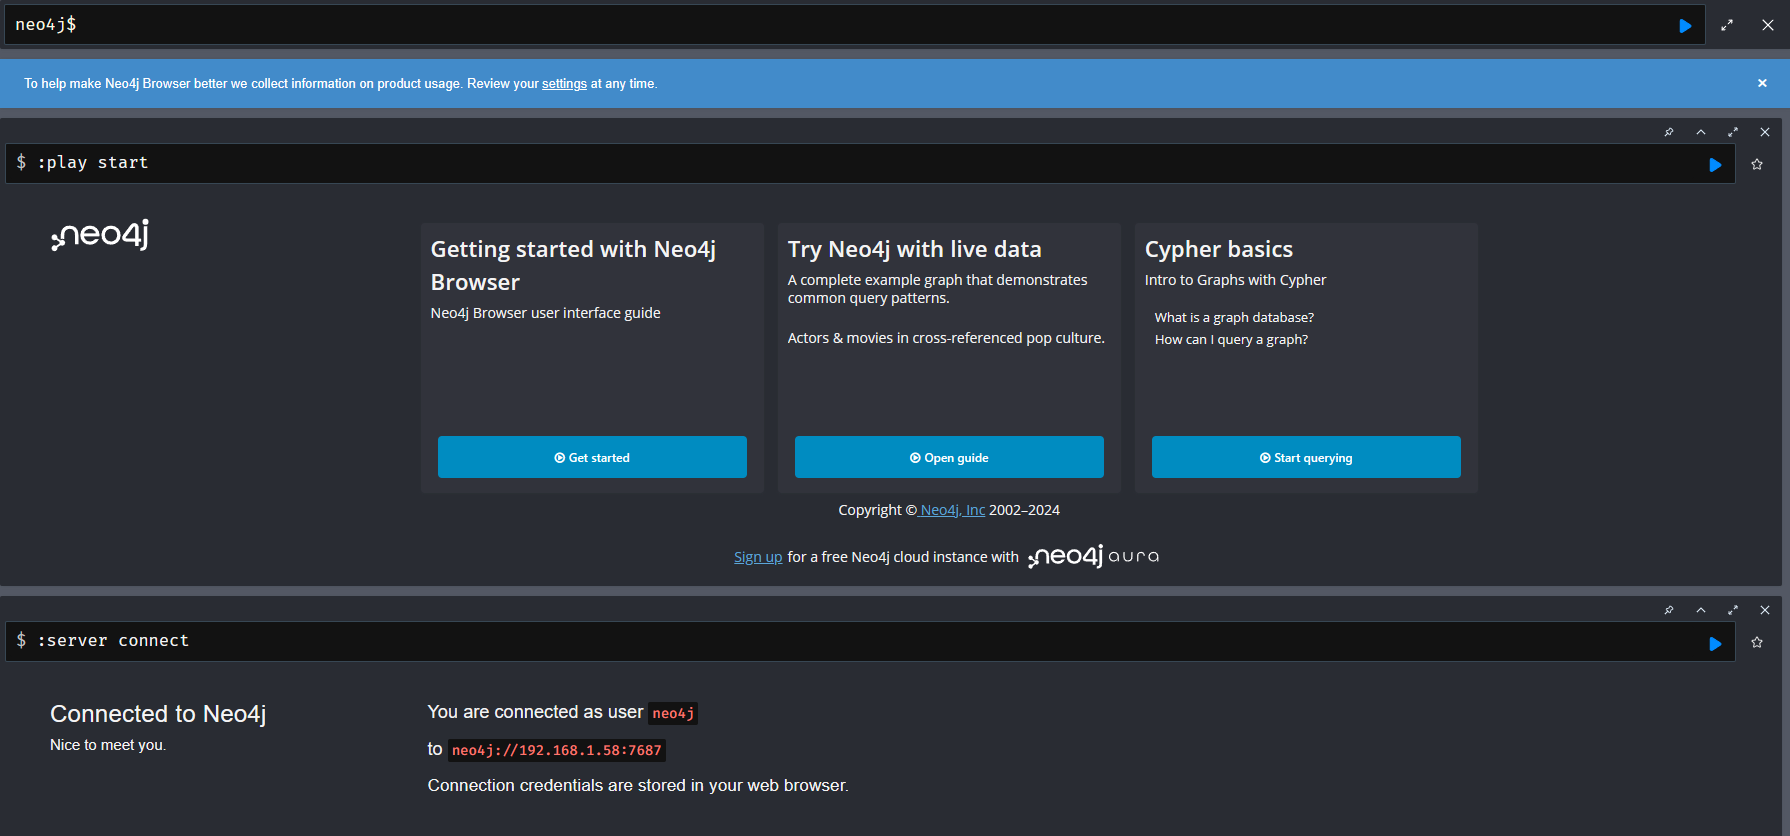 neo4j$
To help make Neo4j Browser better we collect information on product usage. Review your settings at any time.
$ :play start
neo4j
Getting started with Neo4j
Browser
Neo4j Browser user interface guide
Get started
Try Neo4j with live data
A complete example graph that demonstrates
common query patterns.
Actors & movies in cross-referenced pop culture.
Open guide
Cypher basics
Intro to Graphs with Cypher
What is a graph database?
How can I query a graph?
Start querying
Copyright © Neo4j, Inc 2002–2024
Sign up for a free Neo4j cloud instance with neo4j aura
$ :server connect
Connected to Neo4j
Nice to meet you.
You are connected as user neo4j
to neo4j://192.168.1.58:7687
Connection credentials are stored in your web browser.